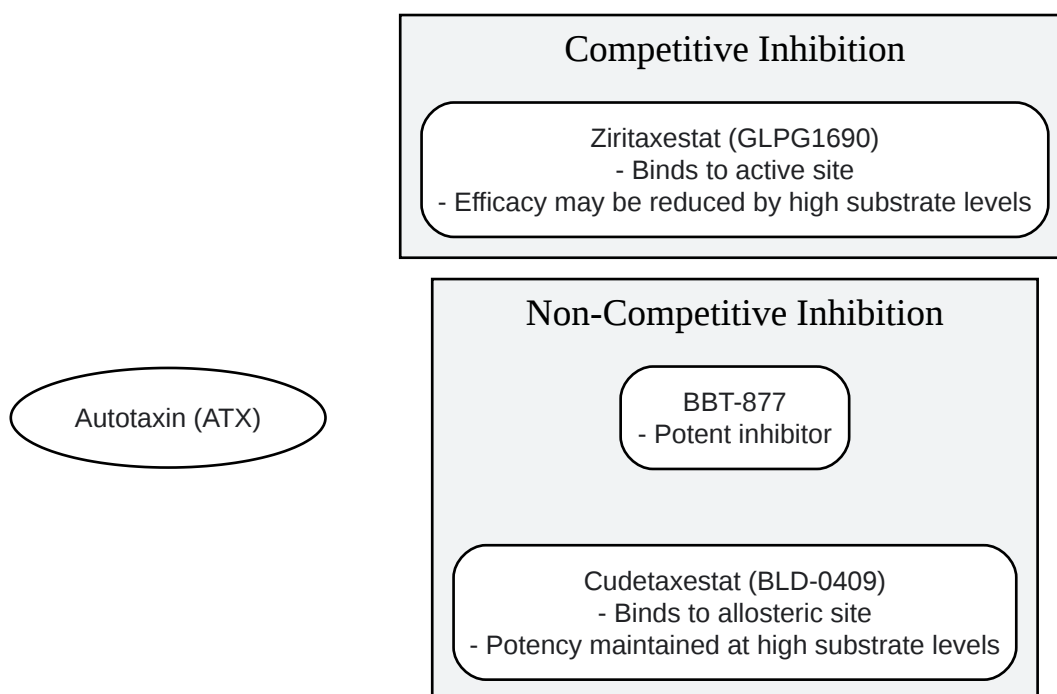 Competitive Inhibition
Ziritaxestat (GLPG1690)
- Binds to active site
- Efficacy may be reduced by high substrate levels
Non-Competitive Inhibition
Autotaxin (ATX)
BBT-877
- Potent inhibitor
Cudetaxestat (BLD-0409)
- Binds to allosteric site
- Potency maintained at high substrate levels